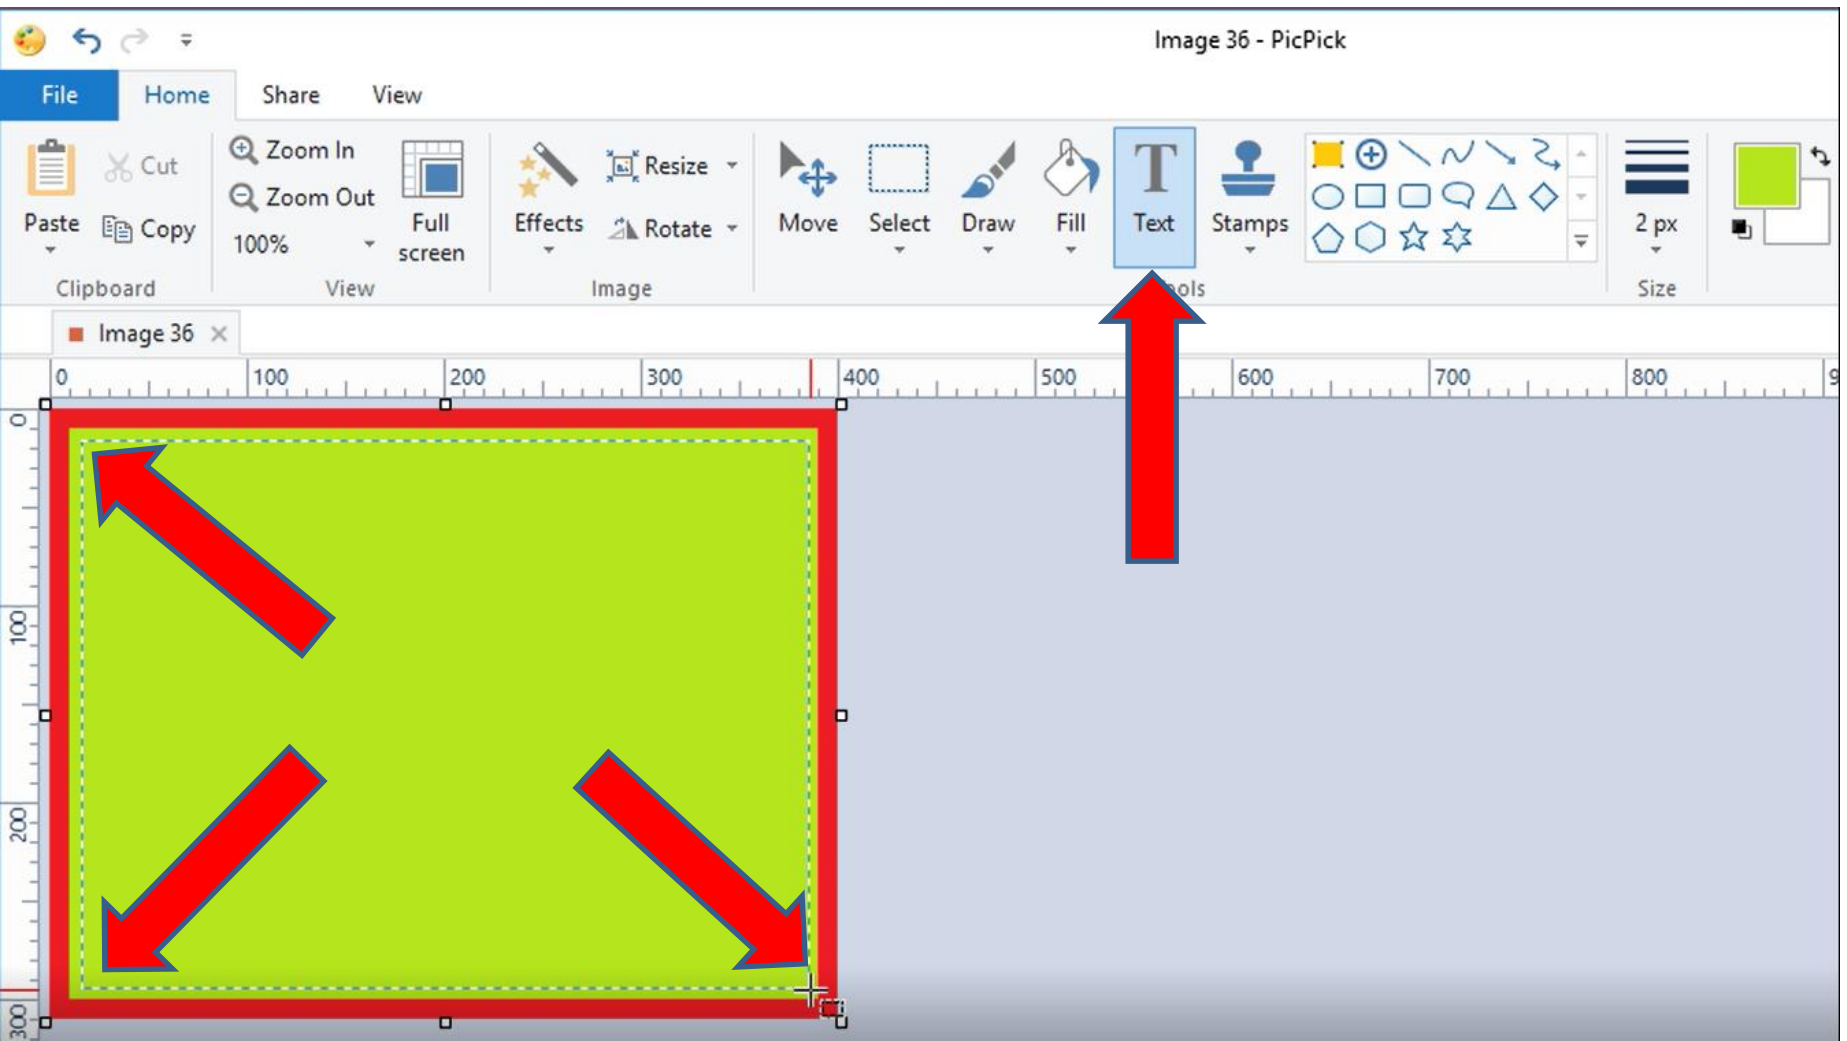 Image 36 - PicPick
File Home Share View
Paste
Cut
Copy
Clipboard
Zoom In
Zoom Out
100%
Full
screen
View
Effects
Resize
Rotate
Image
Move Select Draw Fill Text Stamps
2 px
Size
Image 36
0 100 200 300 400 500 600 700 800
0
100
200
300